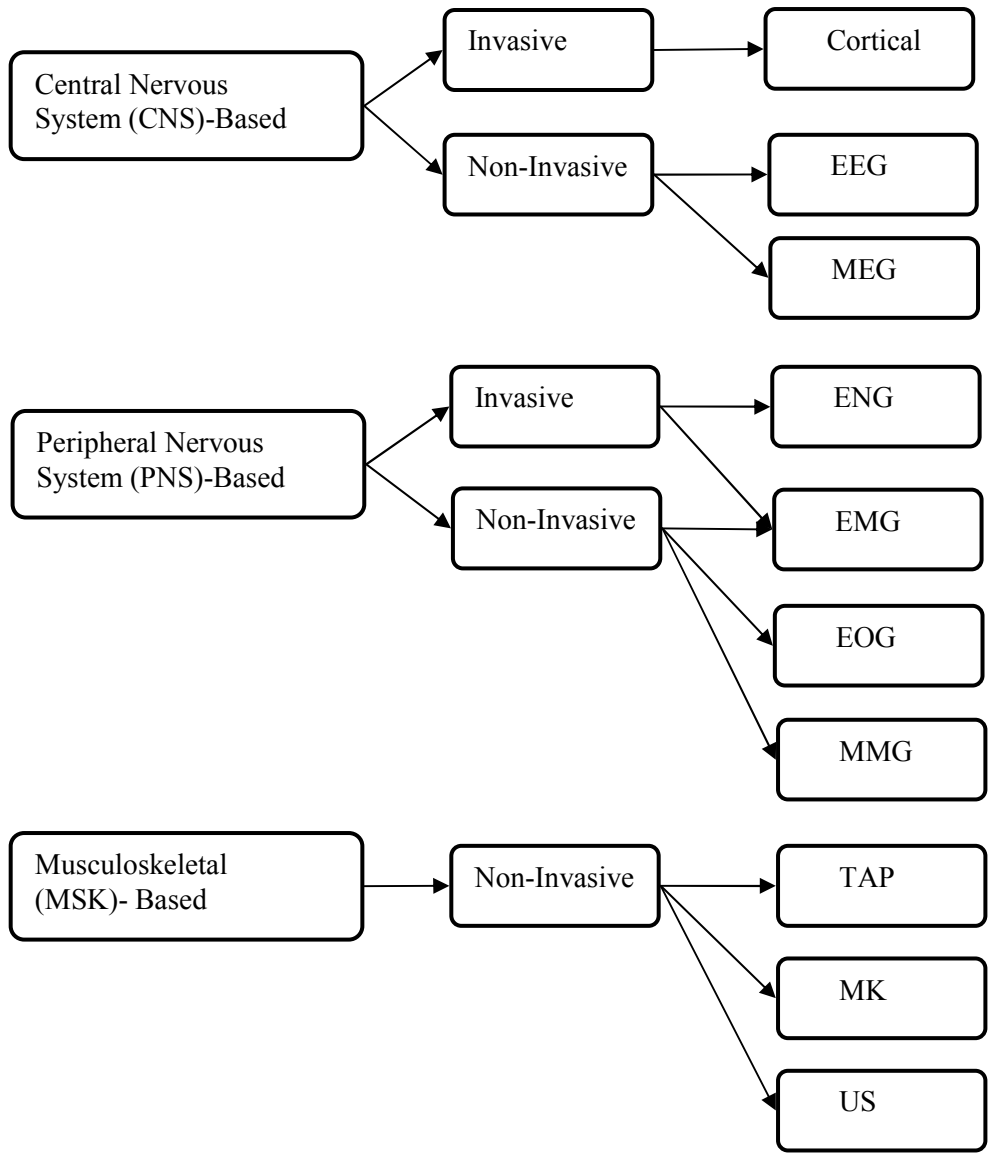 Central Nervous
System (CNS)-Based
Invasive
Cortical
Non-Invasive
EEG
MEG
Peripheral Nervous
System (PNS)-Based
Invasive
ENG
Non-Invasive
EMG
EOG
MMG
Musculoskeletal
(MSK)- Based
Non-Invasive
TAP
MK
US